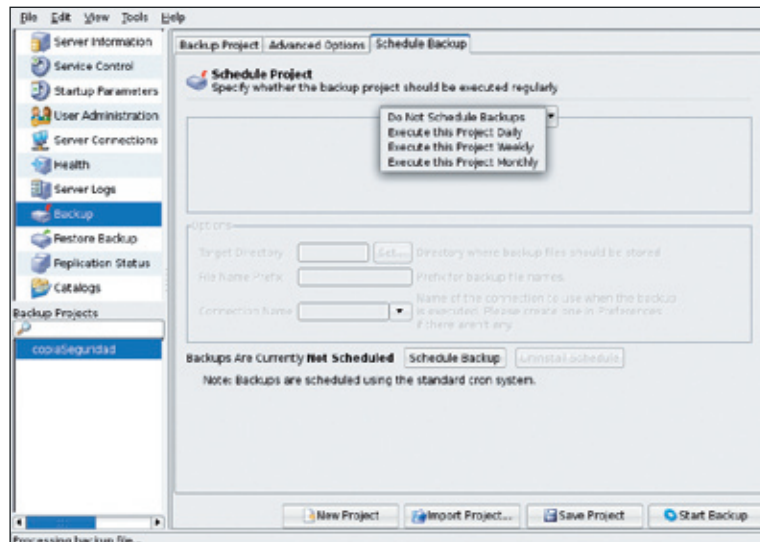 File Edit View Tools Help
Server Information
Service Control
Startup Parameters
User Administration
Server Connections
Health
Server Logs
Backup
Restore Backup
Replication Status
Catalogs
Backup Projects
copiaSeguridad
Backup Project Advanced Options Schedule Backup
Schedule Project
Specify whether the backup project should be executed regularly
Do Not Schedule Backups
Execute this Project Daily
Execute this Project Weekly
Execute this Project Monthly
Options
Target Directory Set... Directory where backup files should be stored
File Name Prefix Prefix for backup file names.
Connection Name Name of the connection to use when the backup
is executed. Please create one in Preferences
if there aren't any.
Backups Are Currently Not Scheduled Schedule Backup Uninstall Schedule
Note: Backups are scheduled using the standard cron system.
New Project Import Project... Save Project Start Backup
Processing backup file...